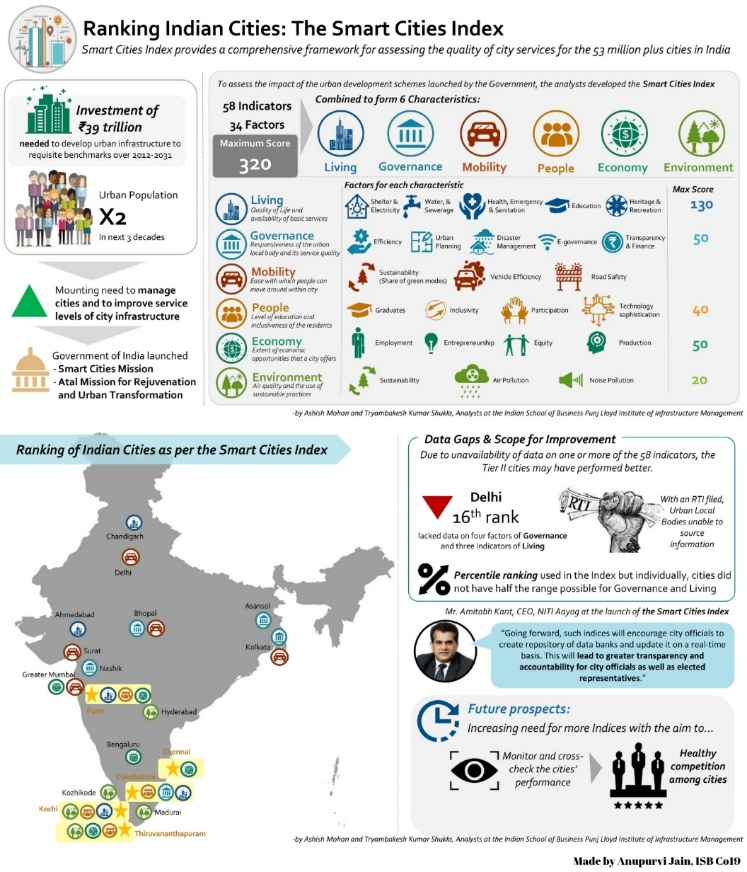 Ranking Indian Cities: The Smart Cities Index
Smart Cities Index provides a comprehensive framework for assessing the quality of city services for the 53 million plus cities in India
Investment of
₹39 trillion
needed to develop urban infrastructure to
requisite benchmarks over 2012-2031
Urban Population
X2
In next 3 decades
Mounting need to manage
cities and to improve service
levels of city infrastructure
Government of India launched
- Smart Cities Mission
- Atal Mission for Rejuvenation
and Urban Transformation
To assess the impact of the urban development schemes launched by the Government, the analysts developed the Smart Cities Index
58 Indicators
34 Factors
Maximum Score
320
Combined to form 6 Characteristics:
Living
Governance
Mobility
People
Economy
Environment
Factors for each characteristic
Max Score
Living
Quality of Life and
availability of basic services
Shelter &
Electricity
Water, &
Sewerage
Health, Emergency
& Sanitation
Education
Heritage &
Recreation
130
Governance
Responsiveness of the urban
local body and its service quality
Efficiency
Urban
Planning
Disaster
Management
E-governance
Transparency
& Finance
50
Mobility
Ease with which people can
move around within city
Sustainability
(Share of green modes)
Vehicle Efficiency
Road Safety
People
Level of education and
inclusiveness of the residents
Graduates
Inclusivity
Participation
Technology
sophistication
40
Economy
Extent of economic
opportunities that a city offers
Employment
Entrepreneurship
Equity
Production
50
Environment
Air quality and the use of
sustainable practices
Sustainability
Air Pollution
Noise Pollution
20
-by Ashish Mohan and Tryambakesh Kumar Shukla, Analysts at the Indian School of Business Punj Lloyd Institute of Infrastructure Management
Ranking of Indian Cities as per the Smart Cities Index
Chandigarh
Delhi
Ahmedabad
Bhopal
Asansol
Kolkata
Surat
Nashik
Greater Mumbai
Pune
Hyderabad
Bengaluru
Chennai
Coimbatore
Kozhikode
Kochi
Madurai
Thiruvananthapuram
Data Gaps & Scope for Improvement
Due to unavailability of data on one or more of the 58 indicators, the
Tier II cities may have performed better.
Delhi
16th rank
lacked data on four factors of Governance
and three indicators of Living
RTI
With an RTI filed,
Urban Local
Bodies unable to
source
information
Percentile ranking used in the Index but individually, cities did
not have half the range possible for Governance and Living
Mr. Amitabh Kant, CEO, NITI Aayog at the launch of the Smart Cities Index
"Going forward, such indices will encourage city officials to
create repository of data banks and update it on a real-time
basis. This will lead to greater transparency and
accountability for city officials as well as elected
representatives."
Future prospects:
Increasing need for more Indices with the aim to...
Monitor and cross-
check the cities'
performance
Healthy
competition
among cities
-by Ashish Mohan and Tryambakesh Kumar Shukla, Analysts at the Indian School of Business Punj Lloyd Institute of Infrastructure Management
Made by Anupurvi Jain, ISB Co19